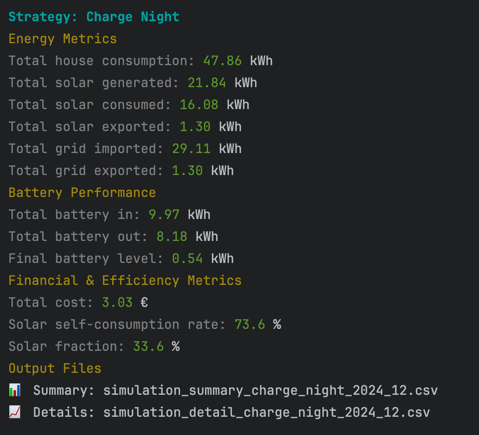 Strategy: Charge Night
Energy Metrics
Total house consumption: 47.86 kWh
Total solar generated: 21.84 kWh
Total solar consumed: 16.08 kWh
Total solar exported: 1.30 kWh
Total grid imported: 29.11 kWh
Total grid exported: 1.30 kWh
Battery Performance
Total battery in: 9.97 kWh
Total battery out: 8.18 kWh
Final battery level: 0.54 kWh
Financial & Efficiency Metrics
Total cost: 3.03 €
Solar self-consumption rate: 73.6 %
Solar fraction: 33.6 %
Output Files
📊 Summary: simulation_summary_charge_night_2024_12.csv
📈 Details: simulation_detail_charge_night_2024_12.csv